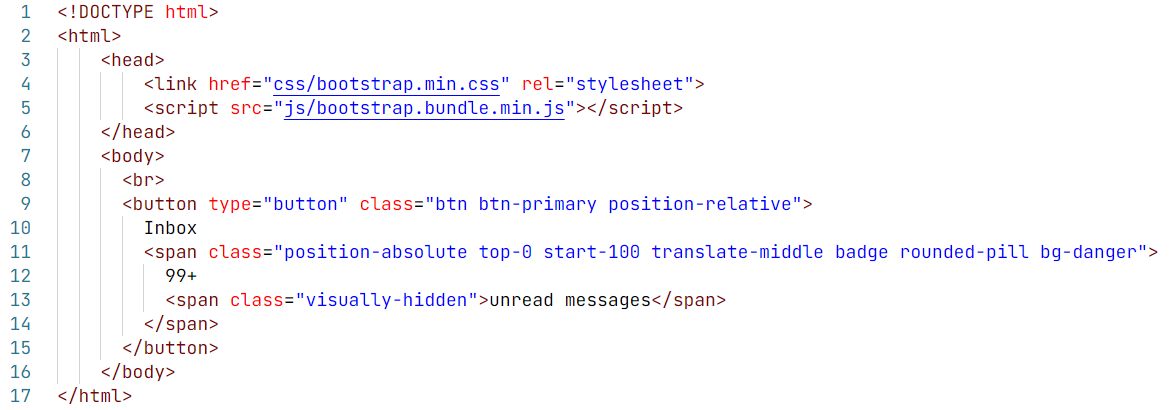 1 <!DOCTYPE html>
2 <html>
3 <head>
4 <link href="css/bootstrap.min.css" rel="stylesheet">
5 <script src="js/bootstrap.bundle.min.js"></script>
6 </head>
7 <body>
8 <br>
9 <button type="button" class="btn btn-primary position-relative">
10 Inbox
11 <span class="position-absolute top-0 start-100 translate-middle badge rounded-pill bg-danger">
12 99+
13 <span class="visually-hidden">unread messages</span>
14 </span>
15 </button>
16 </body>
17 </html>